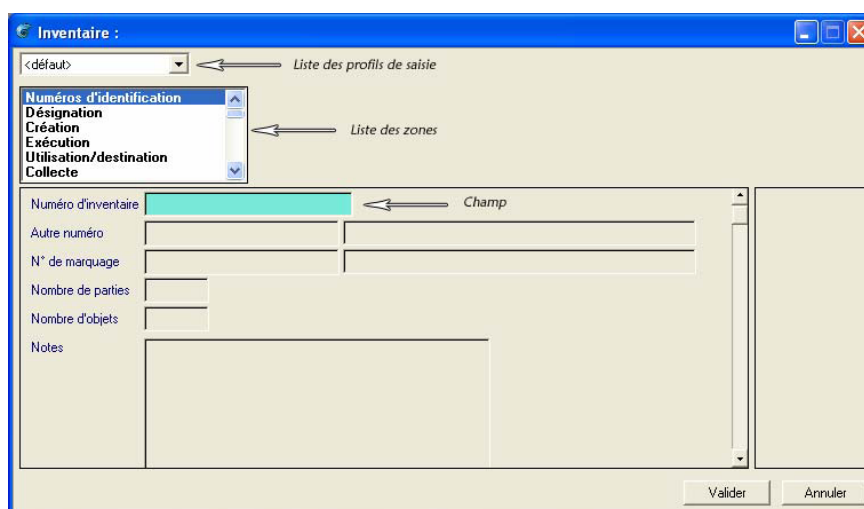 Inventaire :
<défaut>
Liste des profils de saisie
Numéros d'identification
Désignation
Création
Exécution
Utilisation/destination
Collecte
Liste des zones
Numéro d'inventaire
Champ
Autre numéro
N° de marquage
Nombre de parties
Nombre d'objets
Notes
Valider
Annuler